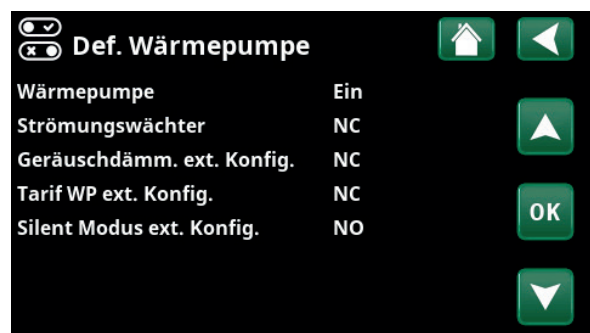 Def. Wärmepumpe
Wärmepumpe Ein
Strömungswächter NC
Geräuschdämm. ext. Konfig. NC
Tarif WP ext. Konfig. NC
Silent Modus ext. Konfig. NO
OK